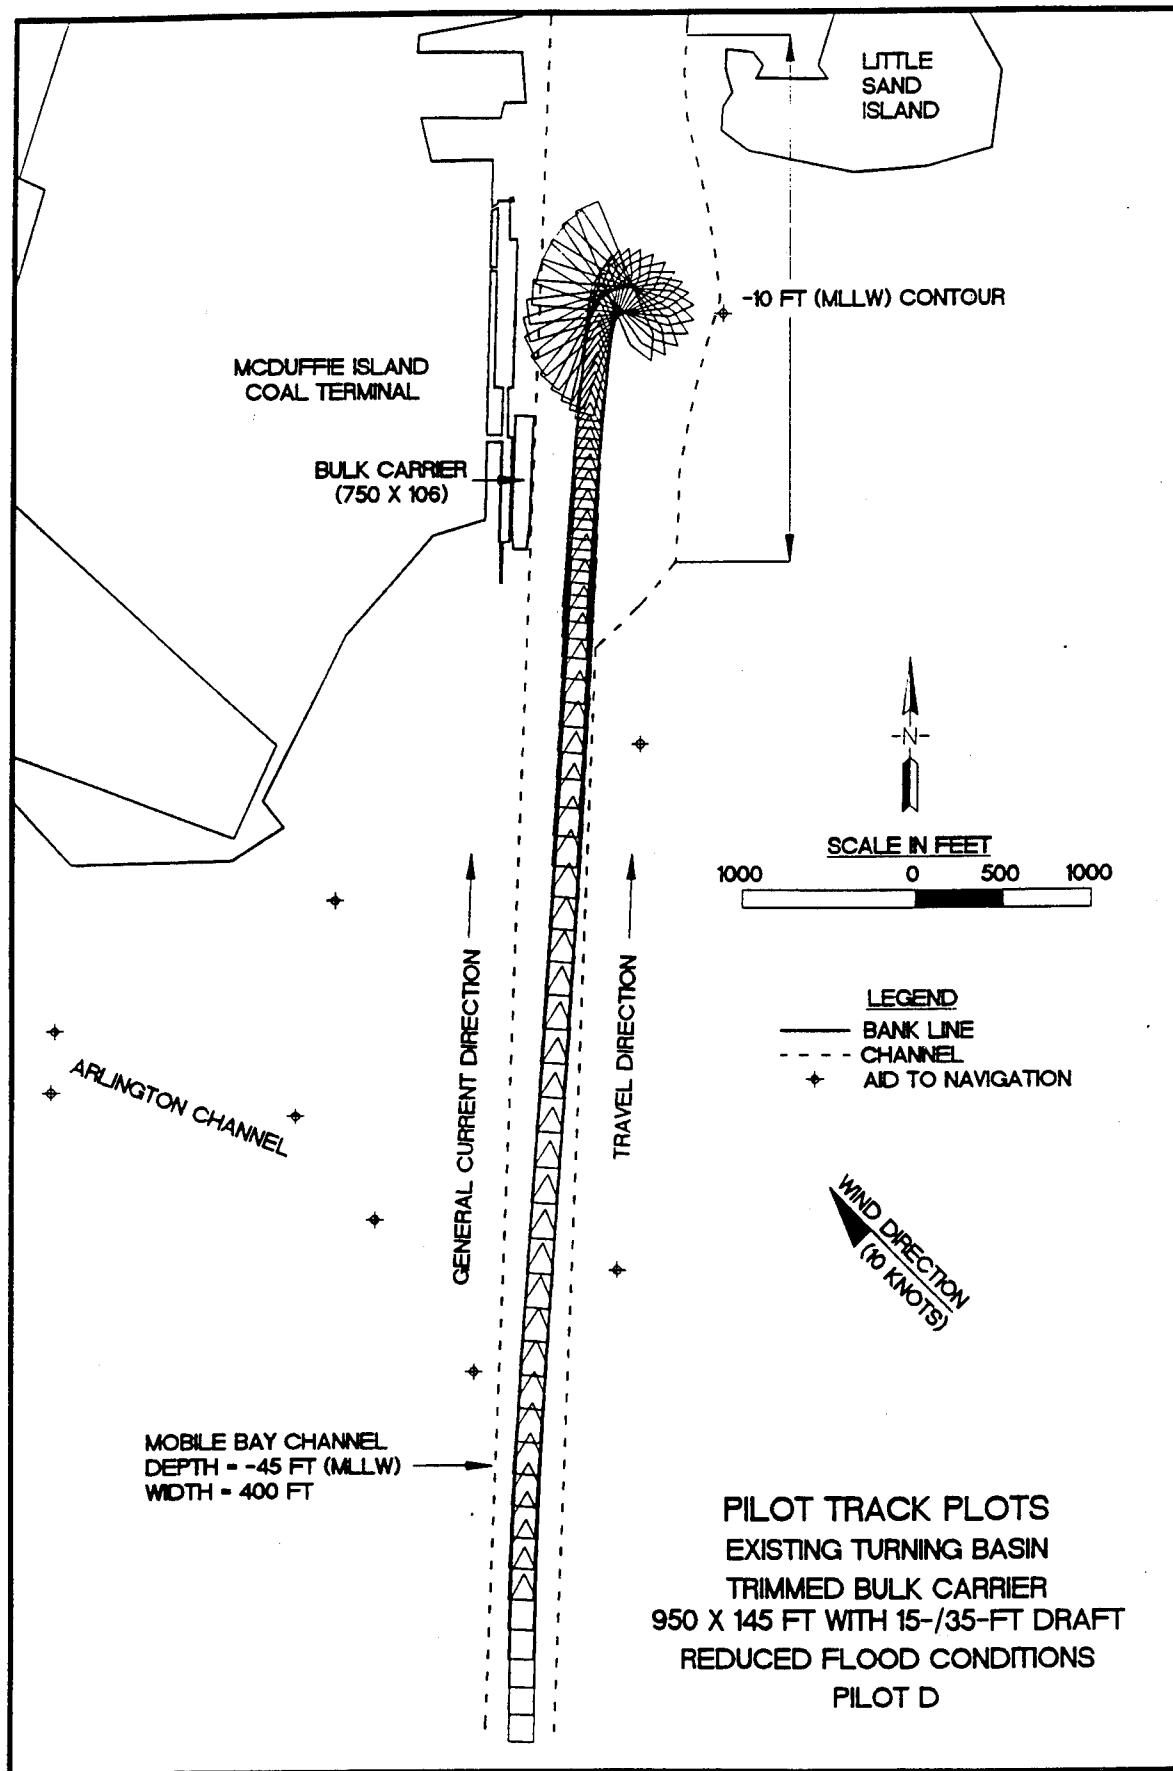 LITTLE
SAND
ISLAND
-10 FT (MLLW) CONTOUR
MCDUFFIE ISLAND
COAL TERMINAL
BULK CARRIER
(750 X 106)
-N-
SCALE IN FEET
1000 0 500 1000
GENERAL CURRENT DIRECTION
TRAVEL DIRECTION
LEGEND
BANK LINE
CHANNEL
AID TO NAVIGATION
ARLINGTON CHANNEL
WIND DIRECTION
(10 KNOTS)
MOBILE BAY CHANNEL
DEPTH = -45 FT (MLLW)
WIDTH = 400 FT
PILOT TRACK PLOTS
EXISTING TURNING BASIN
TRIMMED BULK CARRIER
950 X 145 FT WITH 15-/35-FT DRAFT
REDUCED FLOOD CONDITIONS
PILOT D